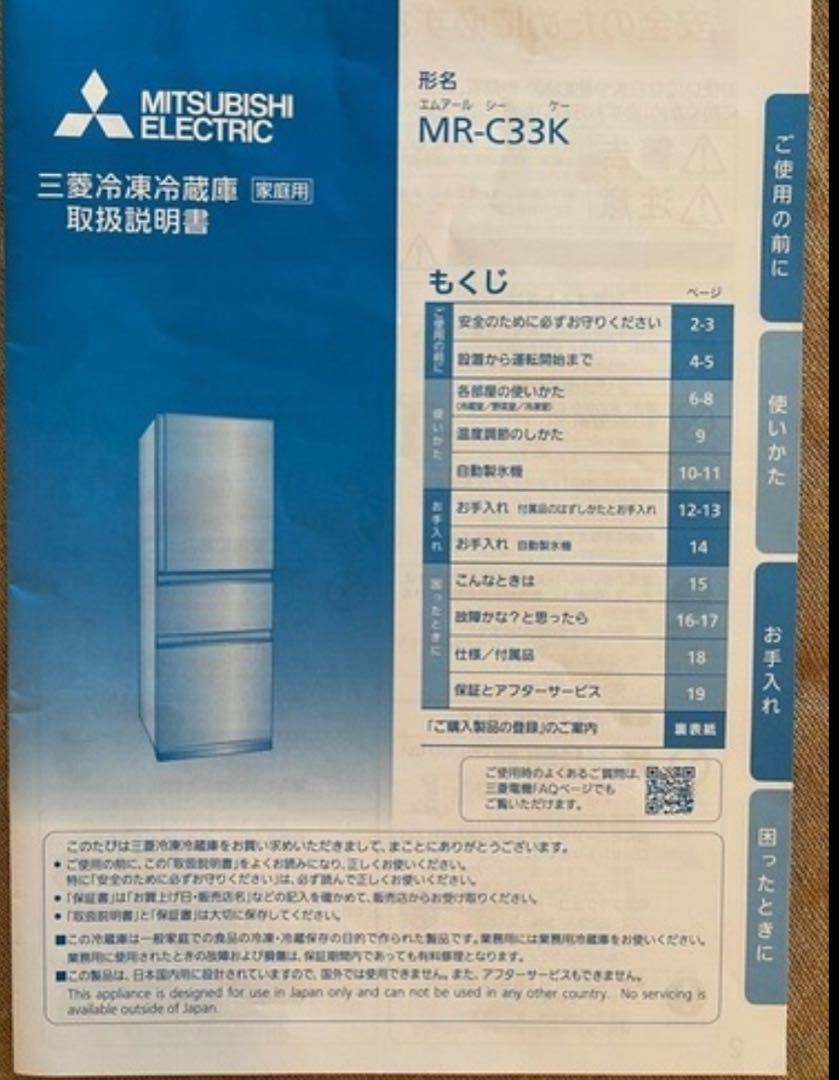 MITSUBISHI
ELECTRIC
三菱冷凍冷蔵庫 家庭用
取扱説明書
形名
エムアール シー ケー
MR-C33K
もくじ
ページ
ご使用の前に
安全のために必ずお守りください 2-3
設置から運転開始まで 4-5
使いかた
各部屋の使いかた 6-8
(冷蔵室/野菜室/冷凍室)
温度調節のしかた 9
自動製氷機 10-11
お手入れ
お手入れ 付属品のはずしかたとお手入れ 12-13
お手入れ 自動製氷機 14
困ったときに
こんなときは 15
故障かな?と思ったら 16-17
仕様/付属品 18
保証とアフターサービス 19
「ご購入製品の登録」のご案内 裏表紙
ご使用時のよくあるご質問は、
三菱電機FAQページでも
ご覧いただけます。
このたびは三菱冷凍冷蔵庫をお買い求めいただきまして、まことにありがとうございます。
● ご使用の前に、この「取扱説明書」をよくお読みになり、正しくお使いください。
特に「安全のために必ずお守りください」は、必ず読んで正しくお使いください。
● 「保証書」は「お買上げ日・販売店名」などの記入を確かめて、販売店からお受け取りください。
● 「取扱説明書」と「保証書」は大切に保存してください。
■この冷蔵庫は一般家庭での食品の冷凍・冷蔵保存の目的で作られた製品です。業務用には業務用冷蔵庫をお使いください。
業務用に使用されたときの故障および損傷は、保証期間内であっても有料修理となります。
■この製品は、日本国内用に設計されていますので、国外では使用できません。また、アフターサービスもできません。
This appliance is designed for use in Japan only and can not be used in any other country. No servicing is
available outside of Japan.
ご使用の前に
使いかた
お手入れ
困ったときに